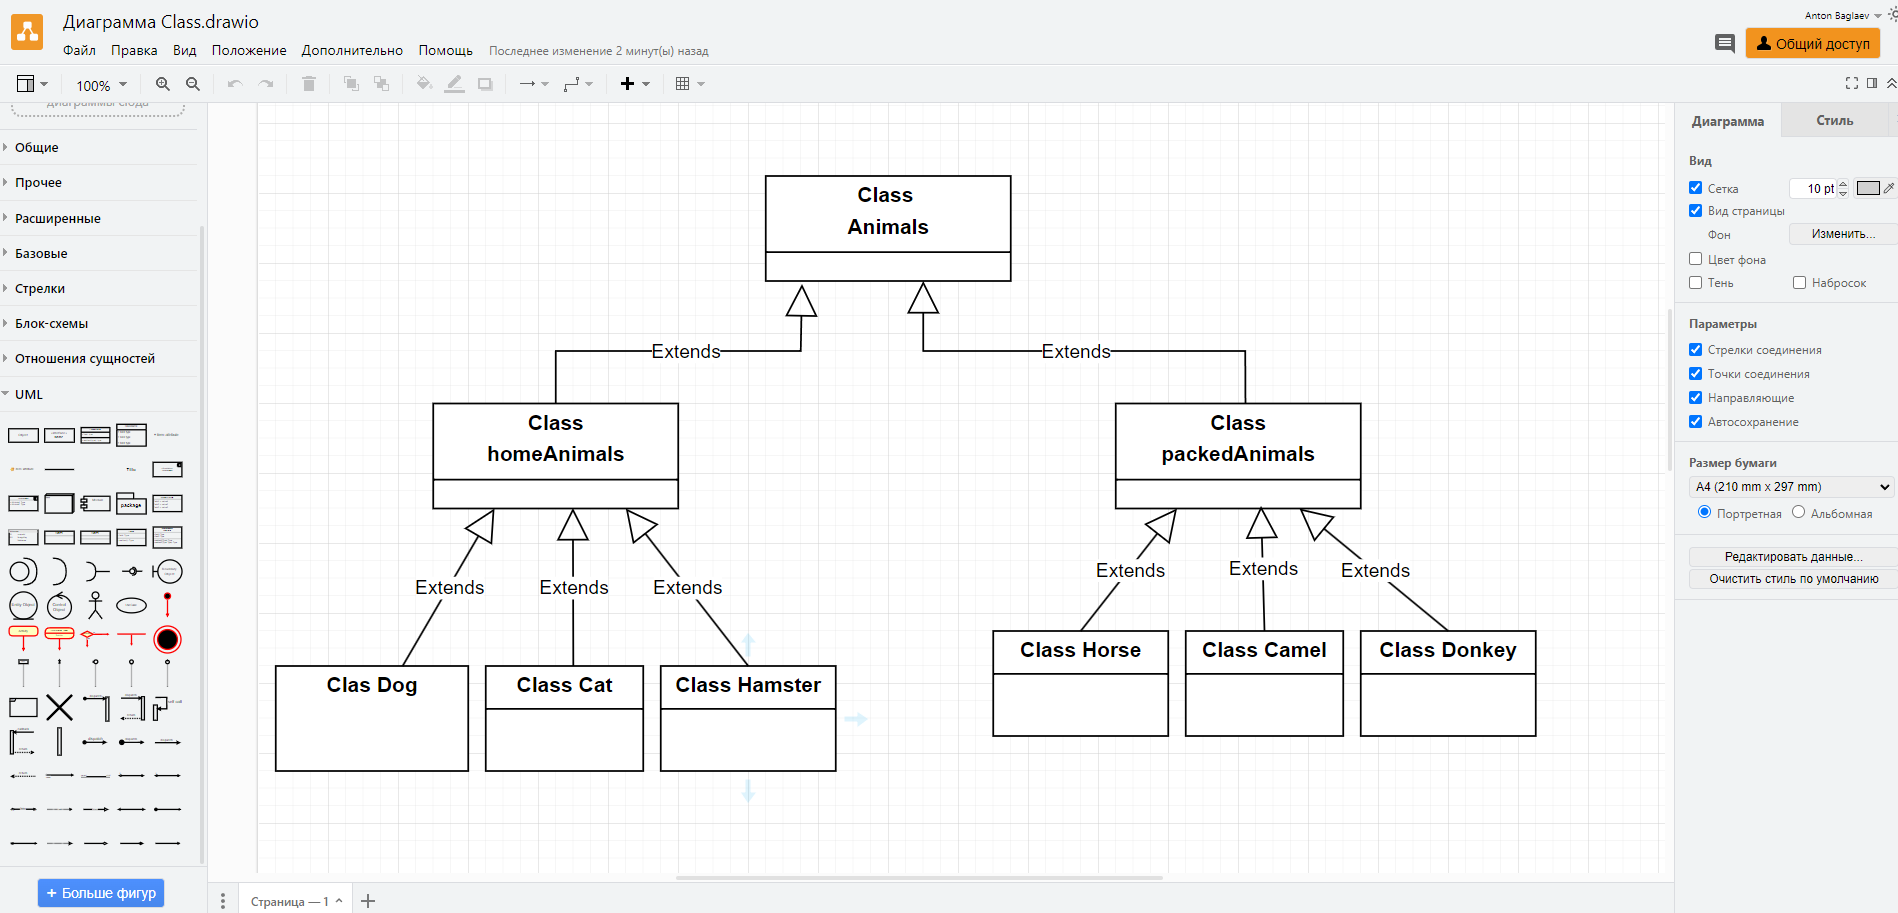 Диаграмма Class.drawio
Anton Baglaev
Файл Правка Вид Положение Дополнительно Помощь Последнее изменение 2 минут(ы) назад
Общий доступ
100%
диаграммы сюда
Общие
Прочее
Расширенные
Базовые
Стрелки
Блок-схемы
Отношения сущностей
UML
package
+ Больше фигур
Class
Animals
Extends
Extends
Class
homeAnimals
Class
packedAnimals
Extends
Extends
Extends
Extends
Extends
Extends
Clas Dog
Class Cat
Class Hamster
Class Horse
Class Camel
Class Donkey
Страница — 1
Диаграмма
Стиль
Вид
Сетка
10 pt
Вид страницы
Фон
Изменить...
Цвет фона
Тень
Набросок
Параметры
Стрелки соединения
Точки соединения
Направляющие
Автосохранение
Размер бумаги
A4 (210 mm x 297 mm)
Портретная
Альбомная
Редактировать данные...
Очистить стиль по умолчанию